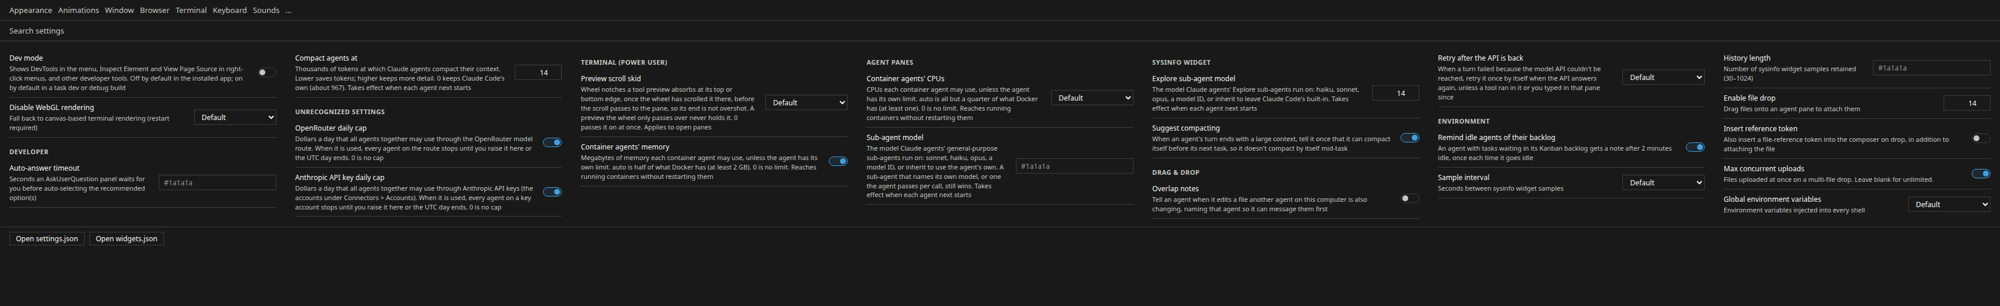 Appearance Animations Window Browser Terminal Keyboard Sounds ...
Search settings
Dev mode
Shows DevTools in the menu, Inspect Element and View Page Source in right-
click menus, and other developer tools. Off by default in the installed app; on
by default in a task dev or debug build
Disable WebGL rendering
Fall back to canvas-based terminal rendering (restart
required)
Default
DEVELOPER
Auto-answer timeout
Seconds an AskUserQuestion panel waits for
you before auto-selecting the recommended
option(s)
#1a1a1a
Compact agents at
Thousands of tokens at which Claude agents compact their context.
Lower saves tokens; higher keeps more detail. 0 keeps Claude Code's
own (about 967). Takes effect when each agent next starts
14
UNRECOGNIZED SETTINGS
OpenRouter daily cap
Dollars a day that all agents together may use through the OpenRouter model
route. When it is used, every agent on the route stops until you raise it here or
the UTC day ends. 0 is no cap
Anthropic API key daily cap
Dollars a day that all agents together may use through Anthropic API keys (the
accounts under Connectors > Accounts). When it is used, every agent on a key
account stops until you raise it here or the UTC day ends. 0 is no cap
TERMINAL (POWER USER)
Preview scroll skid
Wheel notches a tool preview absorbs at its top or
bottom edge, once the wheel has scrolled it there, before
the scroll passes to the pane, so its end is not overshot. A
preview the wheel only passes over never holds it. 0
passes it on at once. Applies to open panes
Default
Container agents' memory
Megabytes of memory each container agent may use, unless the agent has its
own limit. auto is half of what Docker has (at least 2 GB). 0 is no limit. Reaches
running containers without restarting them
AGENT PANES
Container agents' CPUs
CPUs each container agent may use, unless the agent
has its own limit. auto is all but a quarter of what Docker
has (at least one). 0 is no limit. Reaches running
containers without restarting them
Default
Sub-agent model
The model Claude agents' general-purpose
sub-agents run on: sonnet, haiku, opus, a
model ID, or inherit to use the agent's own. A
sub-agent that names its own model, or one
the agent passes per call, still wins. Takes
effect when each agent next starts
#1a1a1a
SYSINFO WIDGET
Explore sub-agent model
The model Claude agents' Explore sub-agents run on: haiku, sonnet,
opus, a model ID, or inherit to leave Claude Code's built-in. Takes
effect when each agent next starts
14
Suggest compacting
When an agent's turn ends with a large context, tell it once that it can compact
itself before its next task, so it doesn't compact by itself mid-task
DRAG & DROP
Overlap notes
Tell an agent when it edits a file another agent on this computer is also
changing, naming that agent so it can message them first
Retry after the API is back
When a turn failed because the model API couldn't be
reached, retry it once by itself when the API answers
again, unless a tool ran in it or you typed in that pane
since
Default
ENVIRONMENT
Remind idle agents of their backlog
An agent with tasks waiting in its Kanban backlog gets a note after 2 minutes
idle, once each time it goes idle
Sample interval
Seconds between sysinfo widget samples
Default
History length
Number of sysinfo widget samples retained
(30–1024)
#1a1a1a
Enable file drop
Drag files onto an agent pane to attach them
14
Insert reference token
Also insert a file-reference token into the composer on drop, in addition to
attaching the file
Max concurrent uploads
Files uploaded at once on a multi-file drop. Leave blank for unlimited.
Global environment variables
Environment variables injected into every shell
Default
Open settings.json Open widgets.json